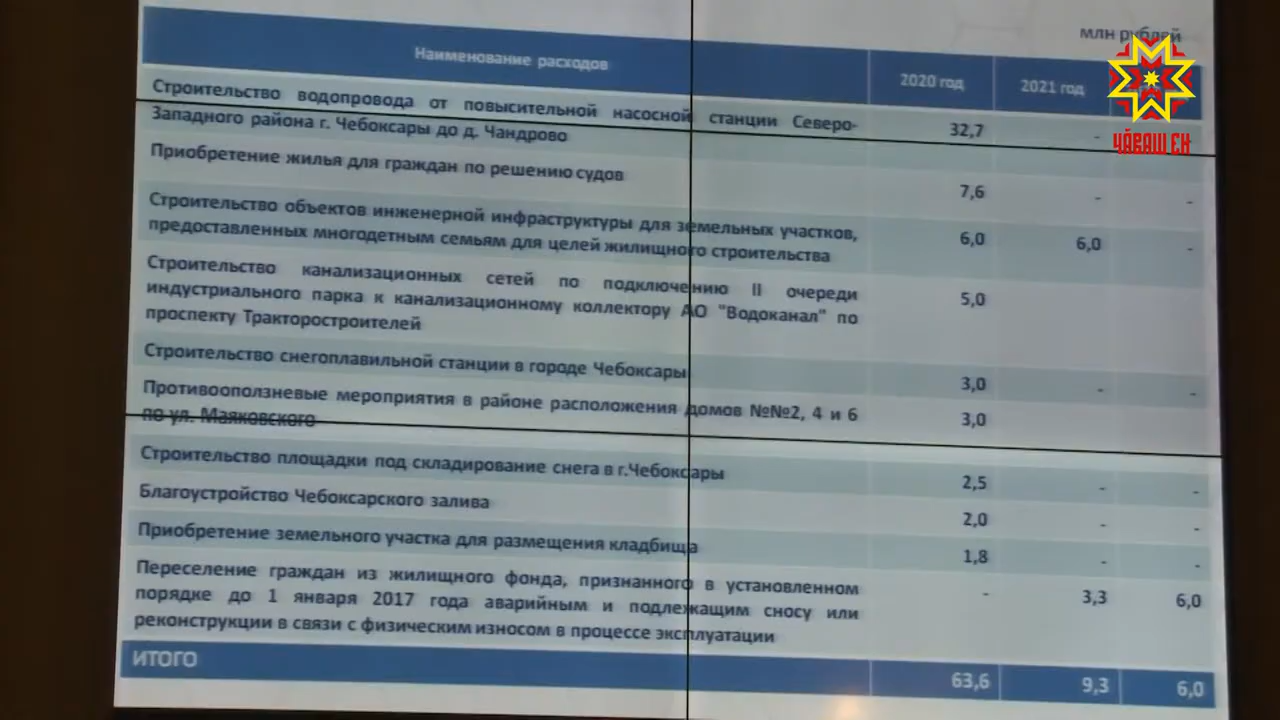 млн рублей
Наименование расходов 2020 год 2021 год
Строительство водопровода от повысительной насосной станции Северо-
Западного района г. Чебоксары до д. Чандрово 32,7 -
Приобретение жилья для граждан по решению судов 7,6 - -
Строительство объектов инженерной инфраструктуры для земельных участков,
предоставленных многодетным семьям для целей жилищного строительства 6,0 6,0 -
Строительство канализационных сетей по подключению II очереди
индустриального парка к канализационному коллектору АО "Водоканал" по
проспекту Тракторостроителей 5,0
Строительство снегоплавильной станции в городе Чебоксары 3,0 - -
Противооползневые мероприятия в районе расположения домов №№2, 4 и 6
по ул. Маяковского 3,0
Строительство площадки под складирование снега в г.Чебоксары 2,5 - -
Благоустройство Чебоксарского залива 2,0 - -
Приобретение земельного участка для размещения кладбища 1,8 - -
Переселение граждан из жилищного фонда, признанного в установленном
порядке до 1 января 2017 года аварийным и подлежащим сносу или
реконструкции в связи с физическим износом в процессе эксплуатации - 3,3 6,0
ИТОГО 63,6 9,3 6,0
ЧӐВАШ ЕН